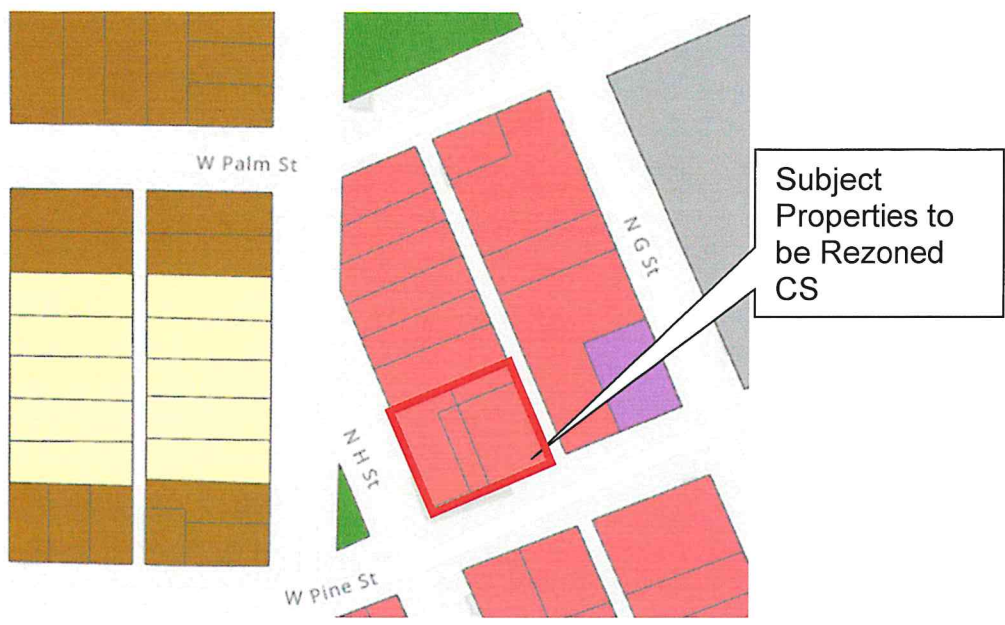 W Palm St
Subject
Properties to
be Rezoned
CS
N G St
N H St
W Pine St